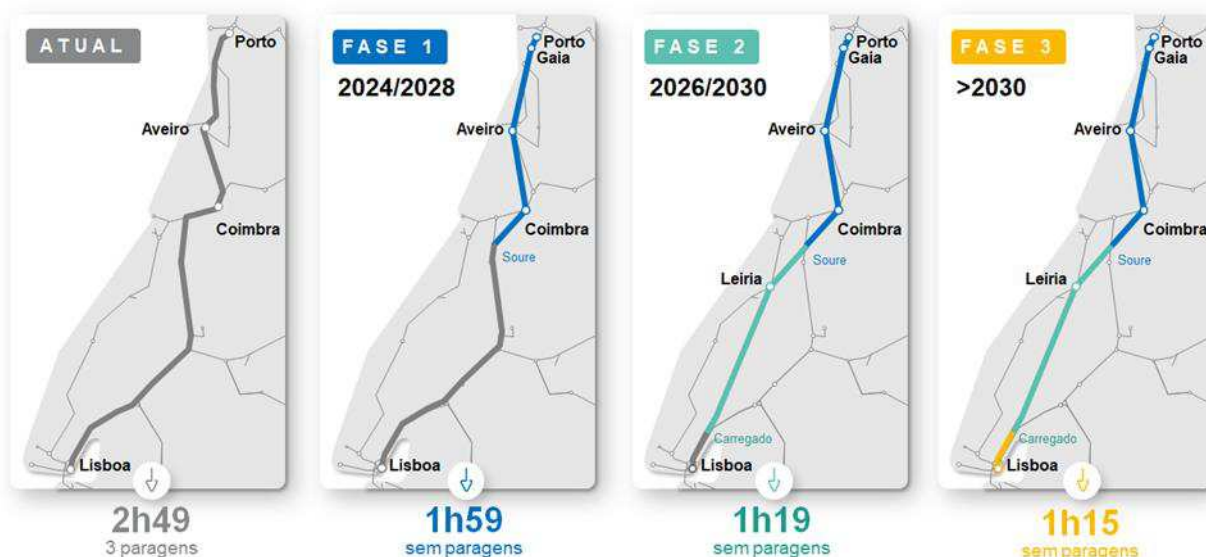 ATUAL
Porto
Aveiro
Coimbra
Lisboa
2h49
3 paragens
FASE 1
2024/2028
Porto
Gaia
Aveiro
Coimbra
Soure
Lisboa
1h59
sem paragens
FASE 2
2026/2030
Porto
Gaia
Aveiro
Coimbra
Soure
Leiria
Carregado
Lisboa
1h19
sem paragens
FASE 3
>2030
Porto
Gaia
Aveiro
Coimbra
Soure
Leiria
Carregado
Lisboa
1h15
sem paragens